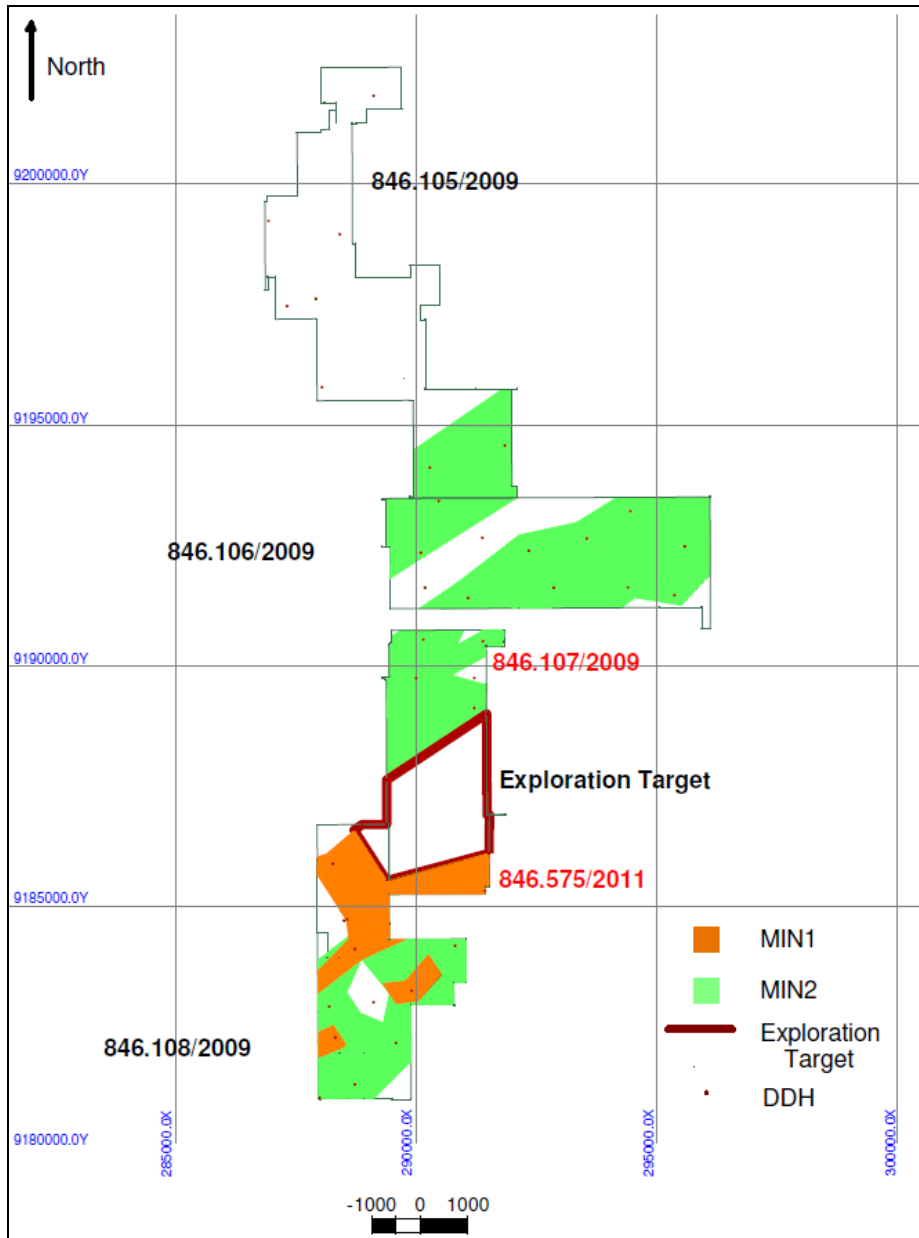 North
846.105/2009
9200000.0Y
9195000.0Y
846.106/2009
846.107/2009
9190000.0Y
Exploration Target
846.575/2011
9185000.0Y
MIN1
MIN2
Exploration
Target
DDH
846.108/2009
9180000.0Y
285000.0X
290000.0X
295000.0X
300000.0X
-1000 0 1000